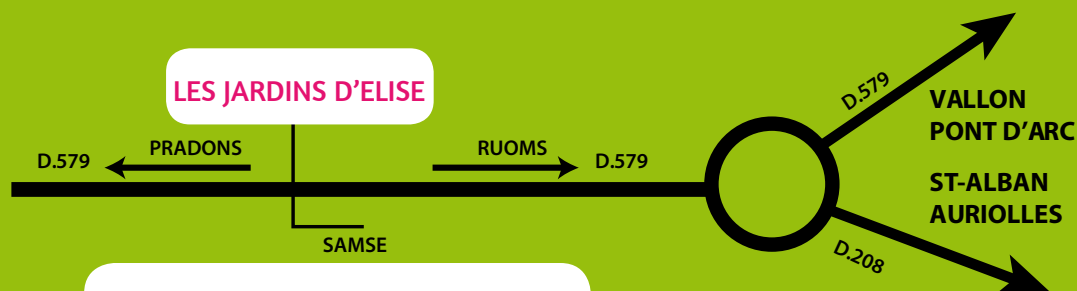 LES JARDINS D'ELISE
D.579
PRADONS
RUOMS
D.579
SAMSE
D.579
VALLON
PONT D'ARC
ST-ALBAN
AURIOLLES
D.208